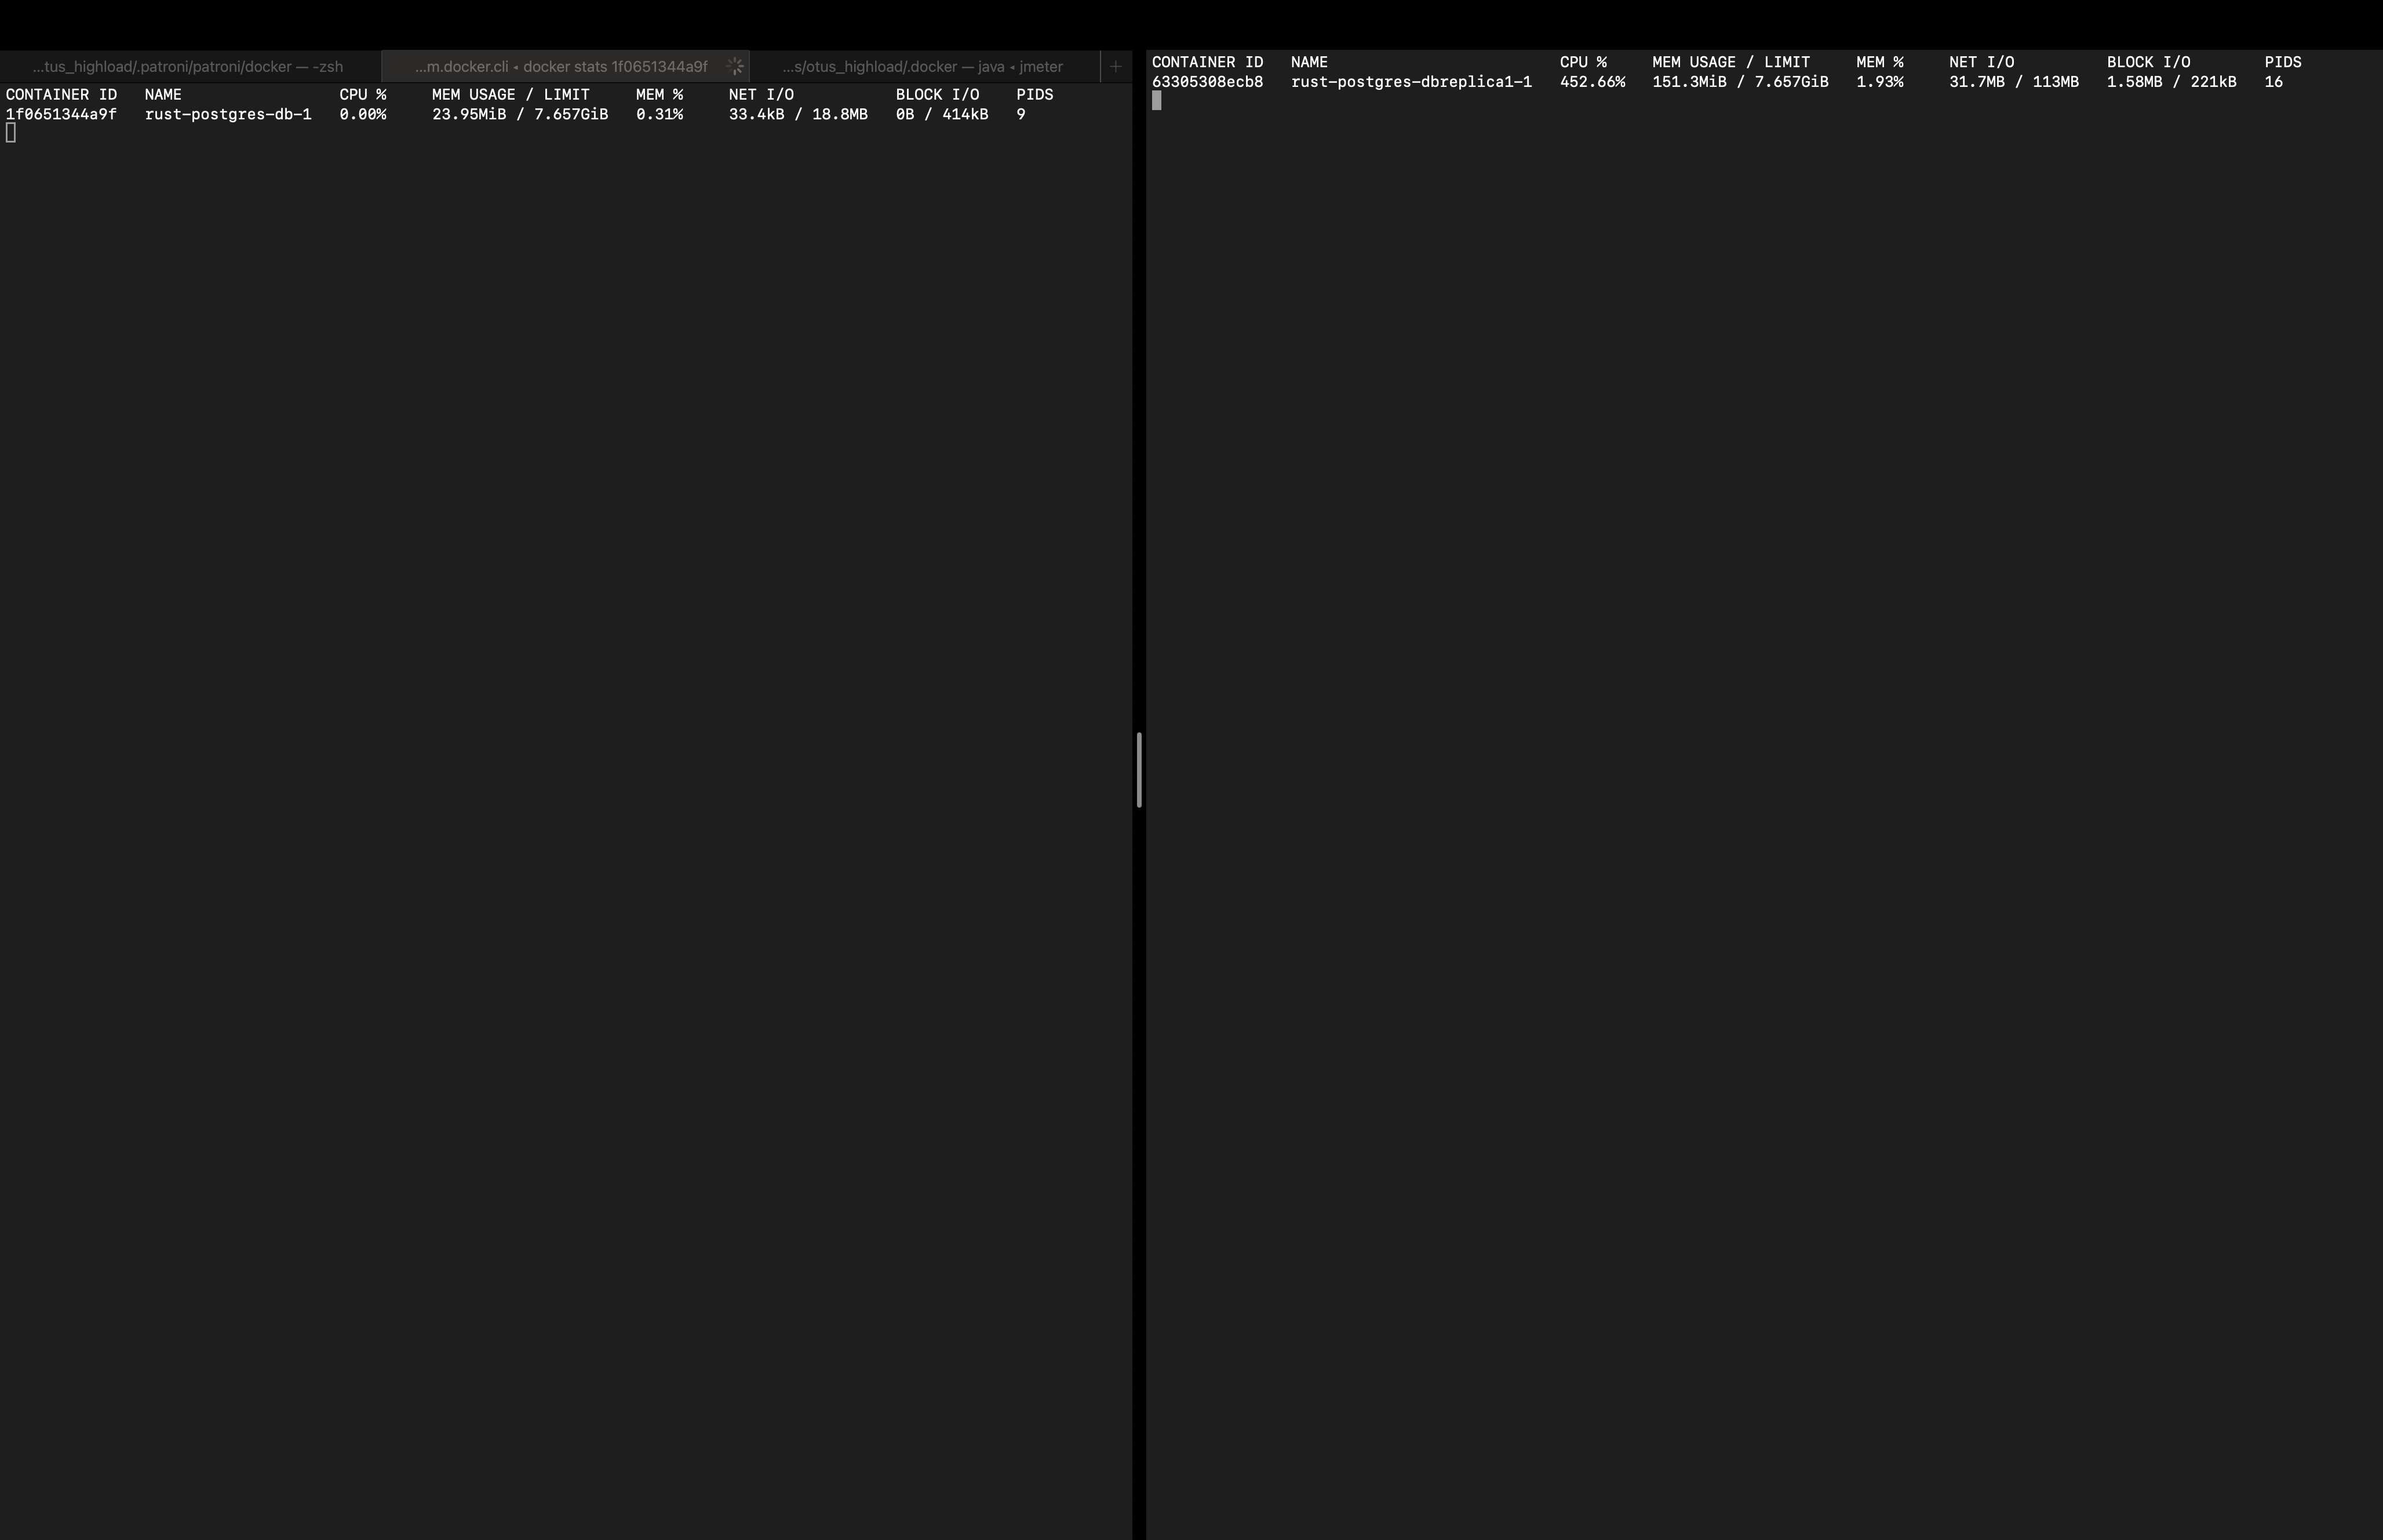 ...tus_highload/.patroni/patroni/docker — -zsh ...m.docker.cli ◂ docker stats 1f0651344a9f ...s/otus_highload/.docker — java ◂ jmeter +
CONTAINER ID NAME CPU % MEM USAGE / LIMIT MEM % NET I/O BLOCK I/O PIDS
1f0651344a9f rust-postgres-db-1 0.00% 23.95MiB / 7.657GiB 0.31% 33.4kB / 18.8MB 0B / 414kB 9
CONTAINER ID NAME CPU % MEM USAGE / LIMIT MEM % NET I/O BLOCK I/O PIDS
63305308ecb8 rust-postgres-dbreplica1-1 452.66% 151.3MiB / 7.657GiB 1.93% 31.7MB / 113MB 1.58MB / 221kB 16